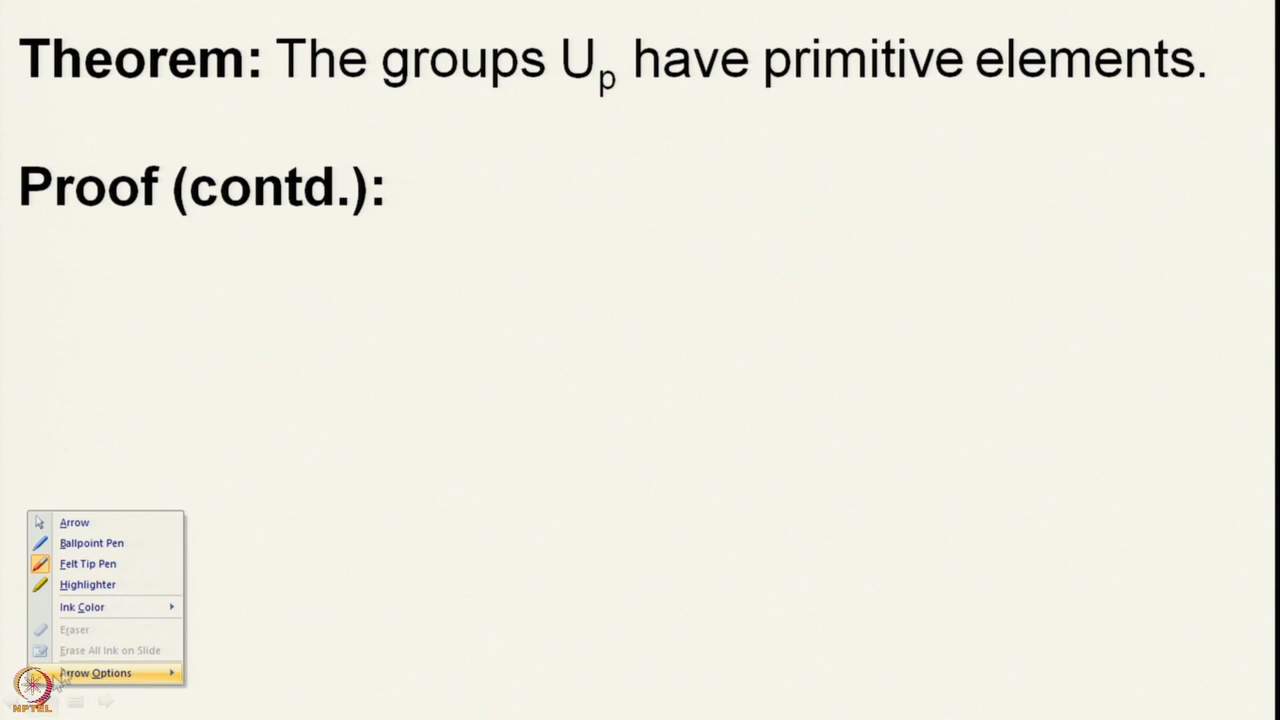 Theorem: The groups Uₚ have primitive elements.
Proof (contd.):
Arrow
Ballpoint Pen
Felt Tip Pen
Highlighter
Ink Color
Eraser
Erase All Ink on Slide
Arrow Options
NPTEL